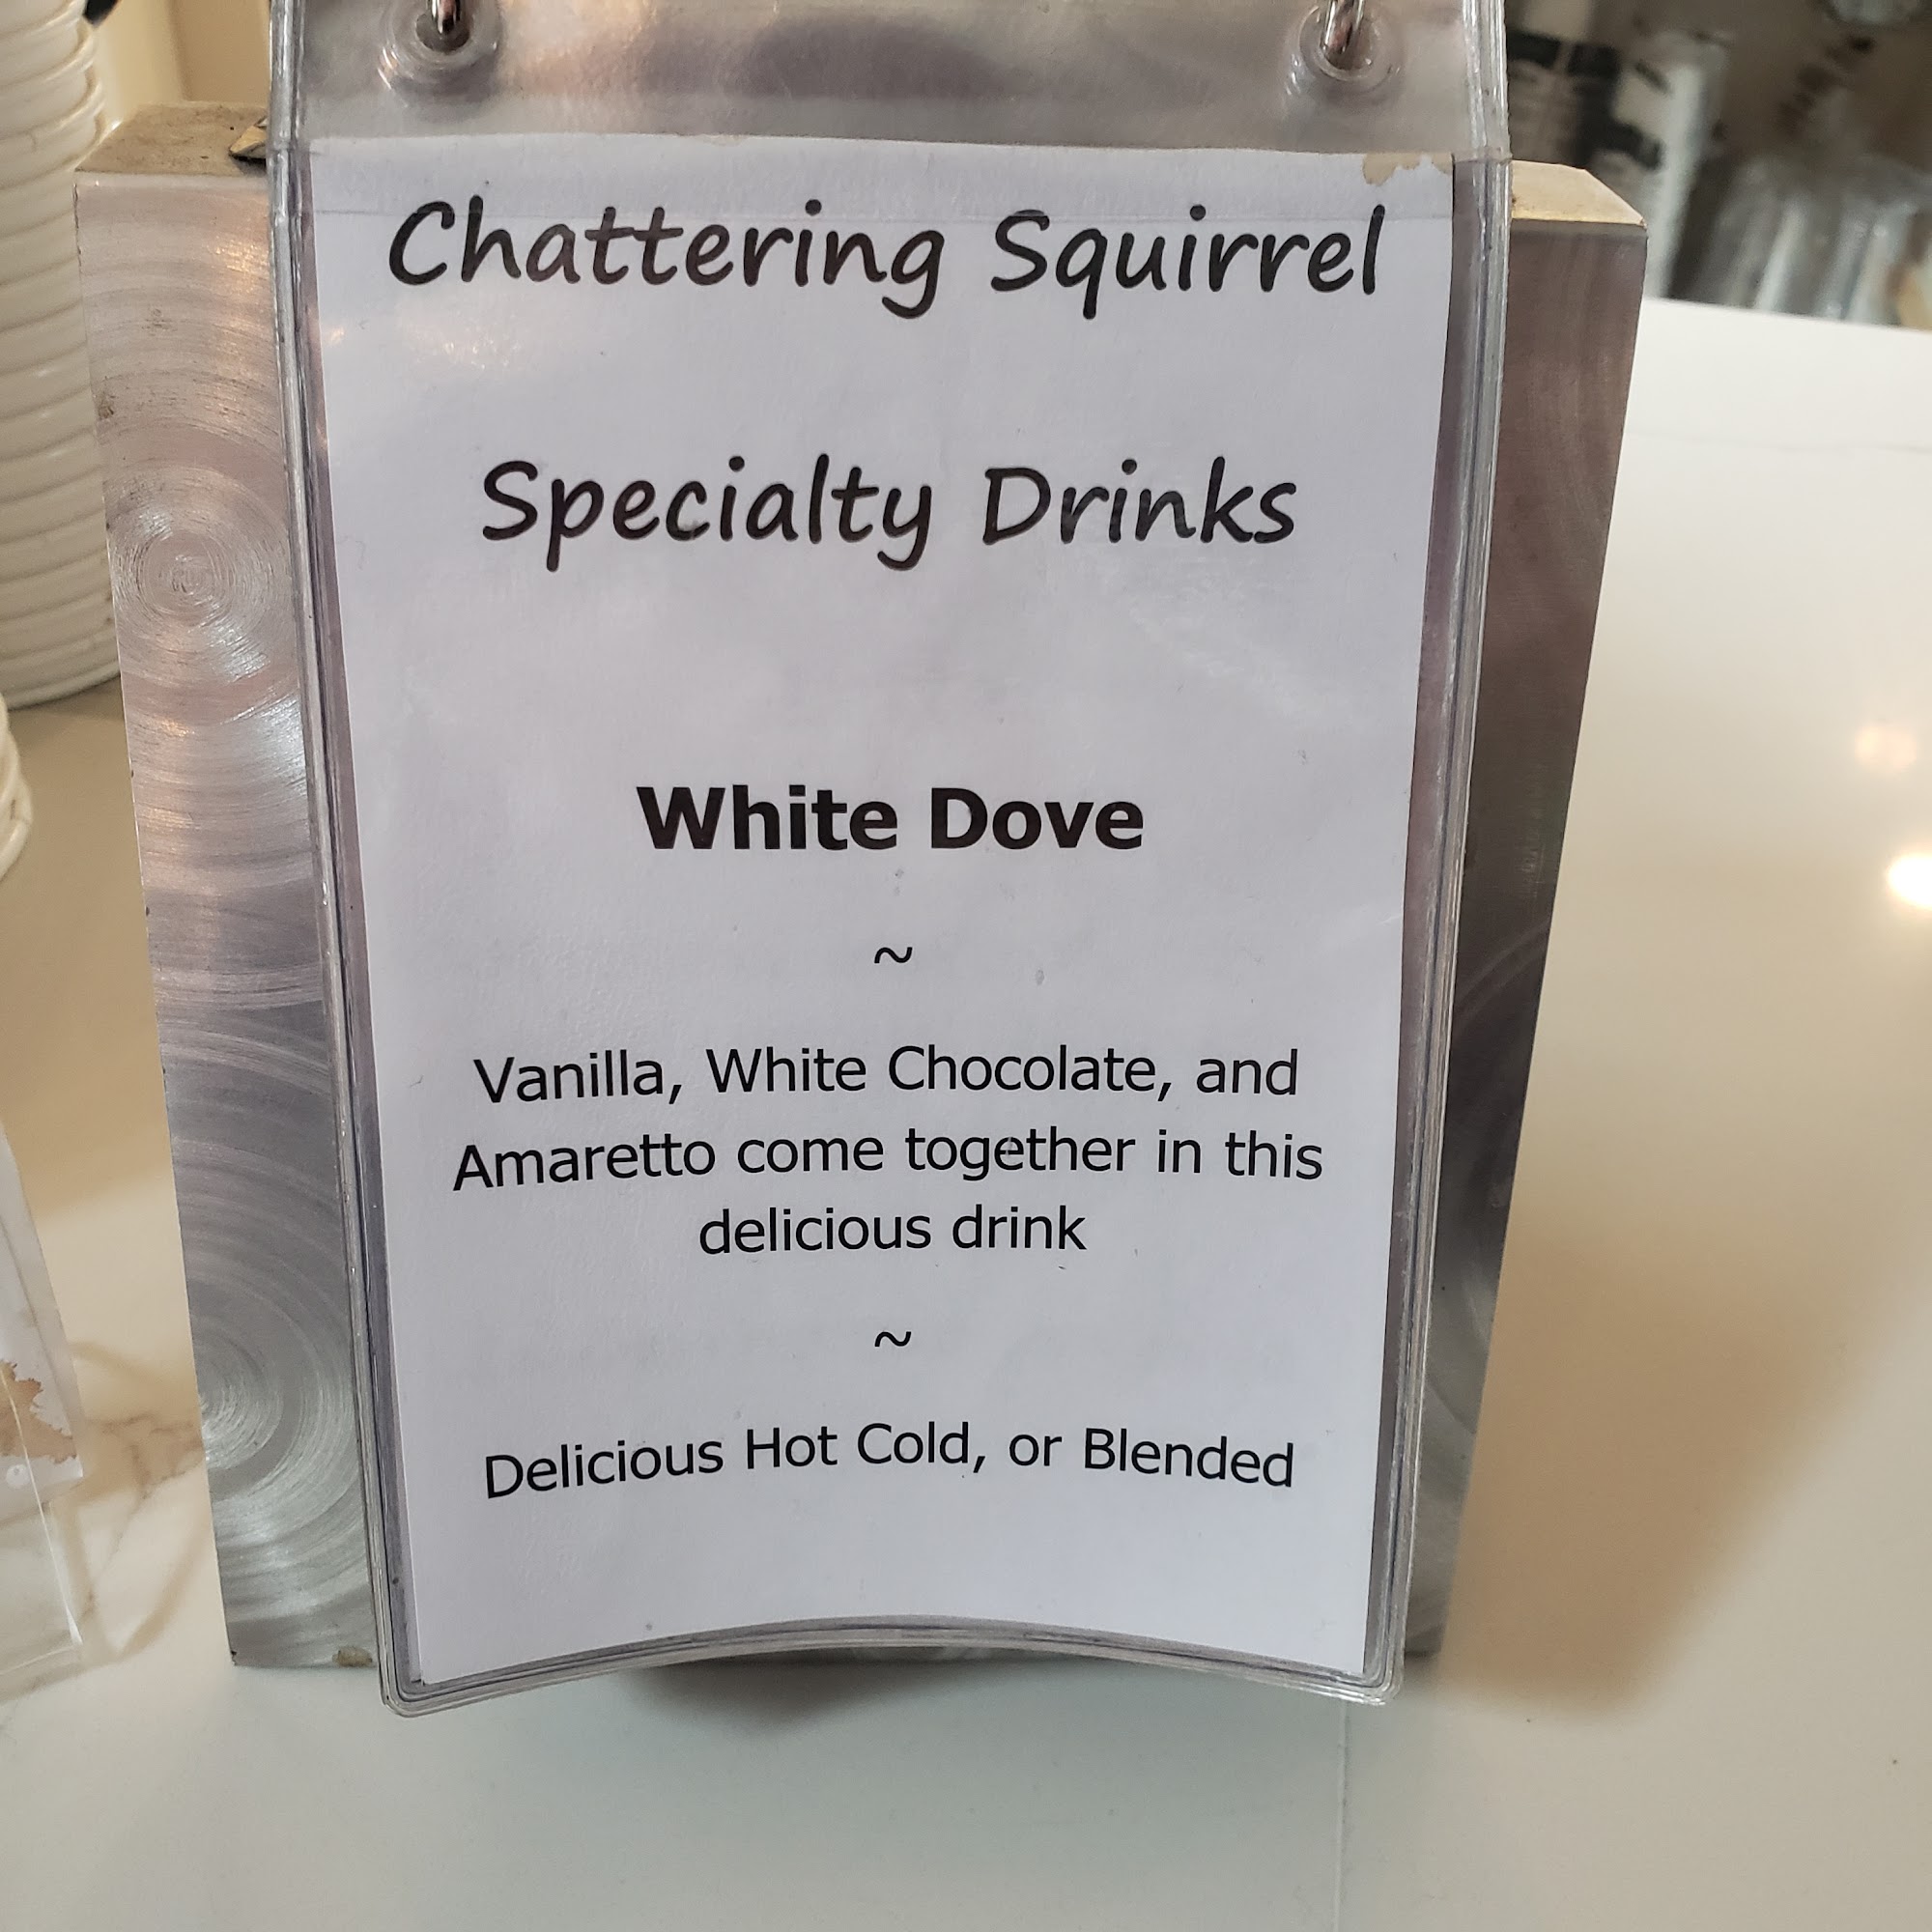 Chattering Squirrel
Specialty Drinks
White Dove
~
Vanilla, White Chocolate, and
Amaretto come together in this
delicious drink
~
Delicious Hot Cold, or Blended